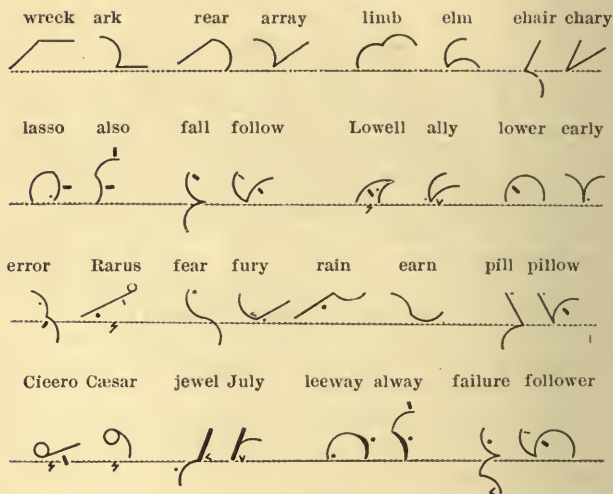 wreck ark rear array limb elm chair chary
lasso also fall follow Lowell ally lower early
error Rarus fear fury rain earn pill pillow
Cicero Cæsar jewel July leeway alway failure follower